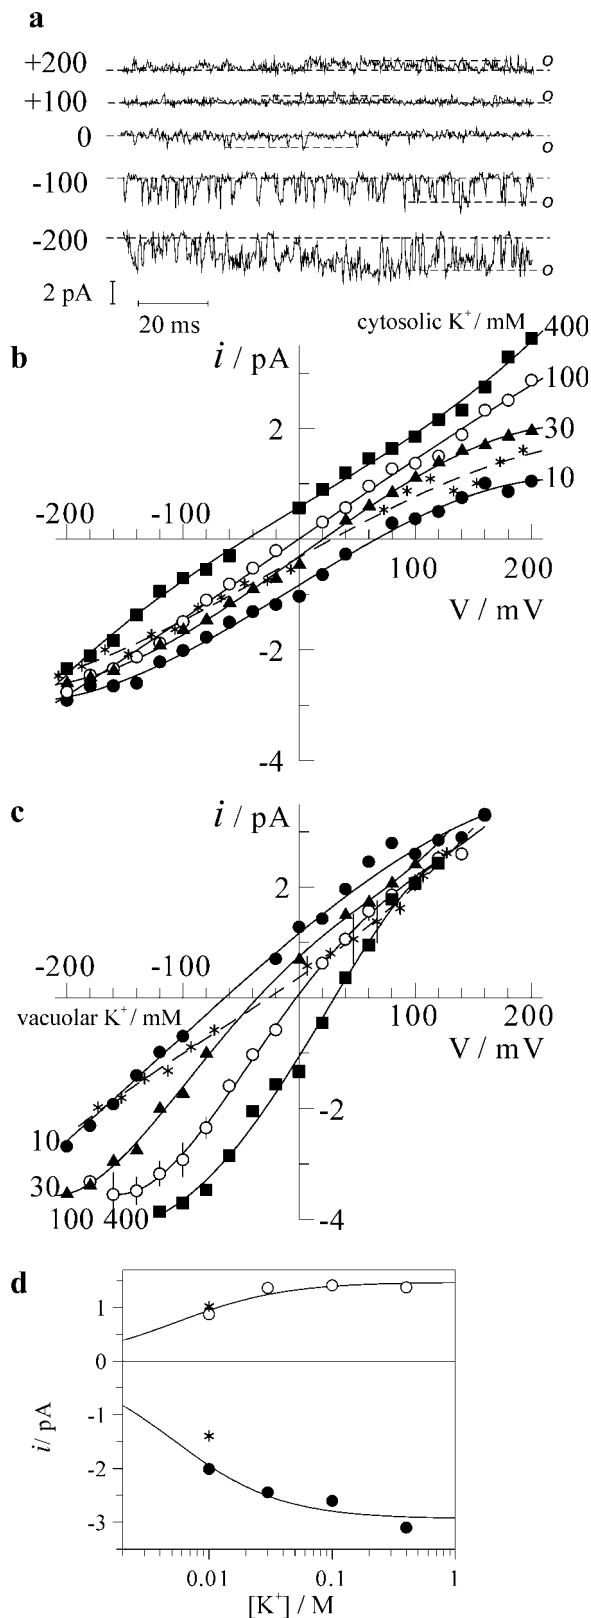 a
+200 o
+100 o
0 o
-100 o
-200 o
2 pA
20 ms
cytosolic K⁺/ mM
b
i / pA
400
100
30
10
2
-200 -100
100 200
V / mV
-2
-4
c
i / pA
2
-200 -100
vacuolar K⁺/ mM
100 200
V / mV
-2
10
30
100 400
-4
d
1
0
-1
-2
-3
i/ pA
0.01 0.1 1
[K⁺] / M